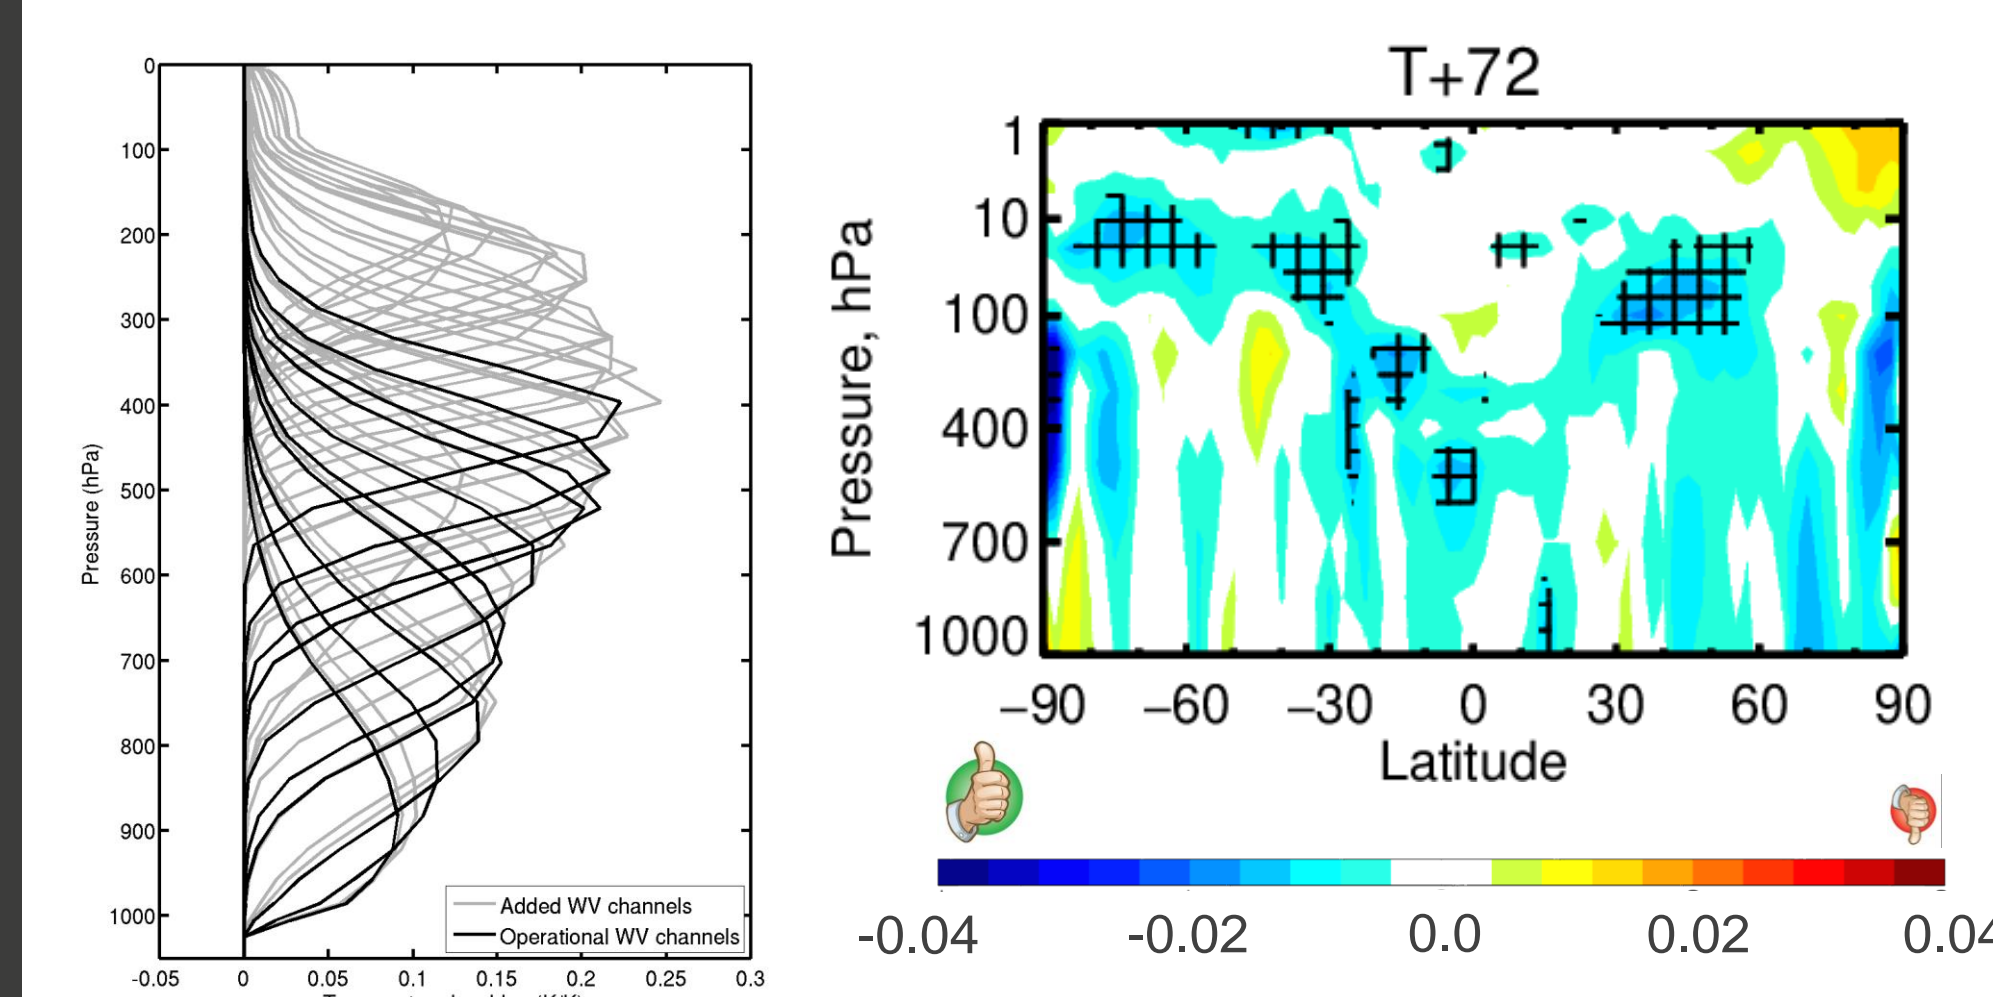 0
100
200
300
400
500
600
700
800
900
1000
Pressure (hPa)
Added WV channels
Operational WV channels
-0.05 0 0.05 0.1 0.15 0.2 0.25 0.3
T+72
1
10
100
400
700
1000
Pressure, hPa
−90 −60 −30 0 30 60 90
Latitude
-0.04 -0.02 0.0 0.02 0.04